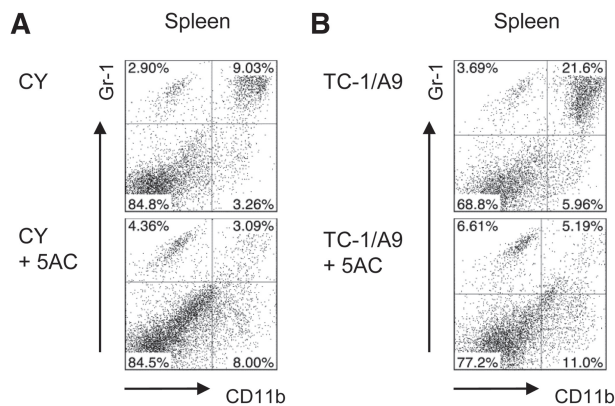 A
Spleen
CY
Gr-1
2.90%
9.03%
84.8%
3.26%
CY
+ 5AC
4.36%
3.09%
84.5%
8.00%
CD11b
B
Spleen
TC-1/A9
Gr-1
3.69%
21.6%
68.8%
5.96%
TC-1/A9
+ 5AC
6.61%
5.19%
77.2%
11.0%
CD11b